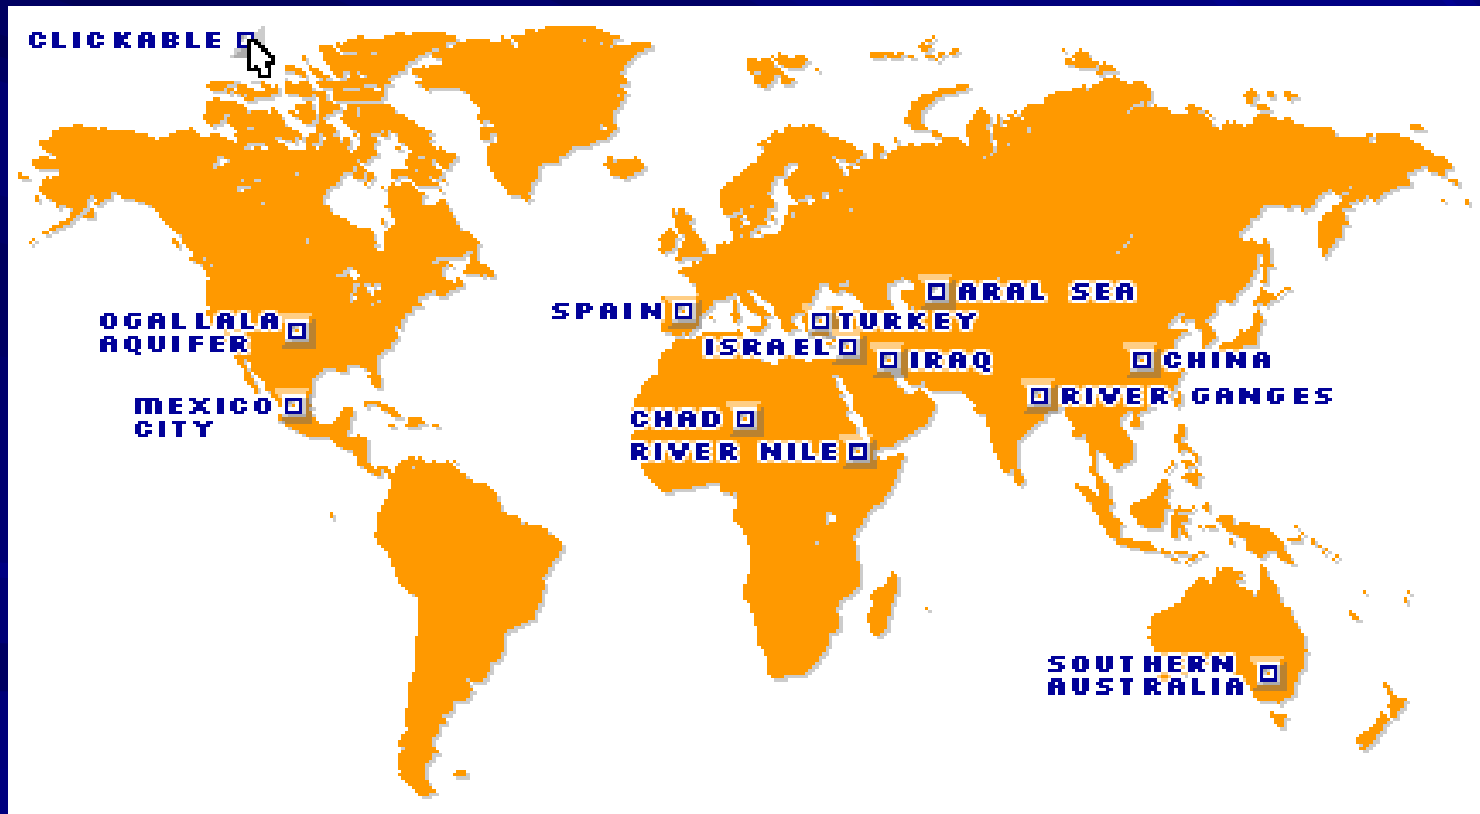 CLICKABLE
ARAL SEA
SPAIN
OGALLALA
AQUIFER
TURKEY
ISRAEL
IRAQ
CHINA
RIVER GANGES
MEXICO
CITY
CHAD
RIVER NILE
SOUTHERN
AUSTRALIA